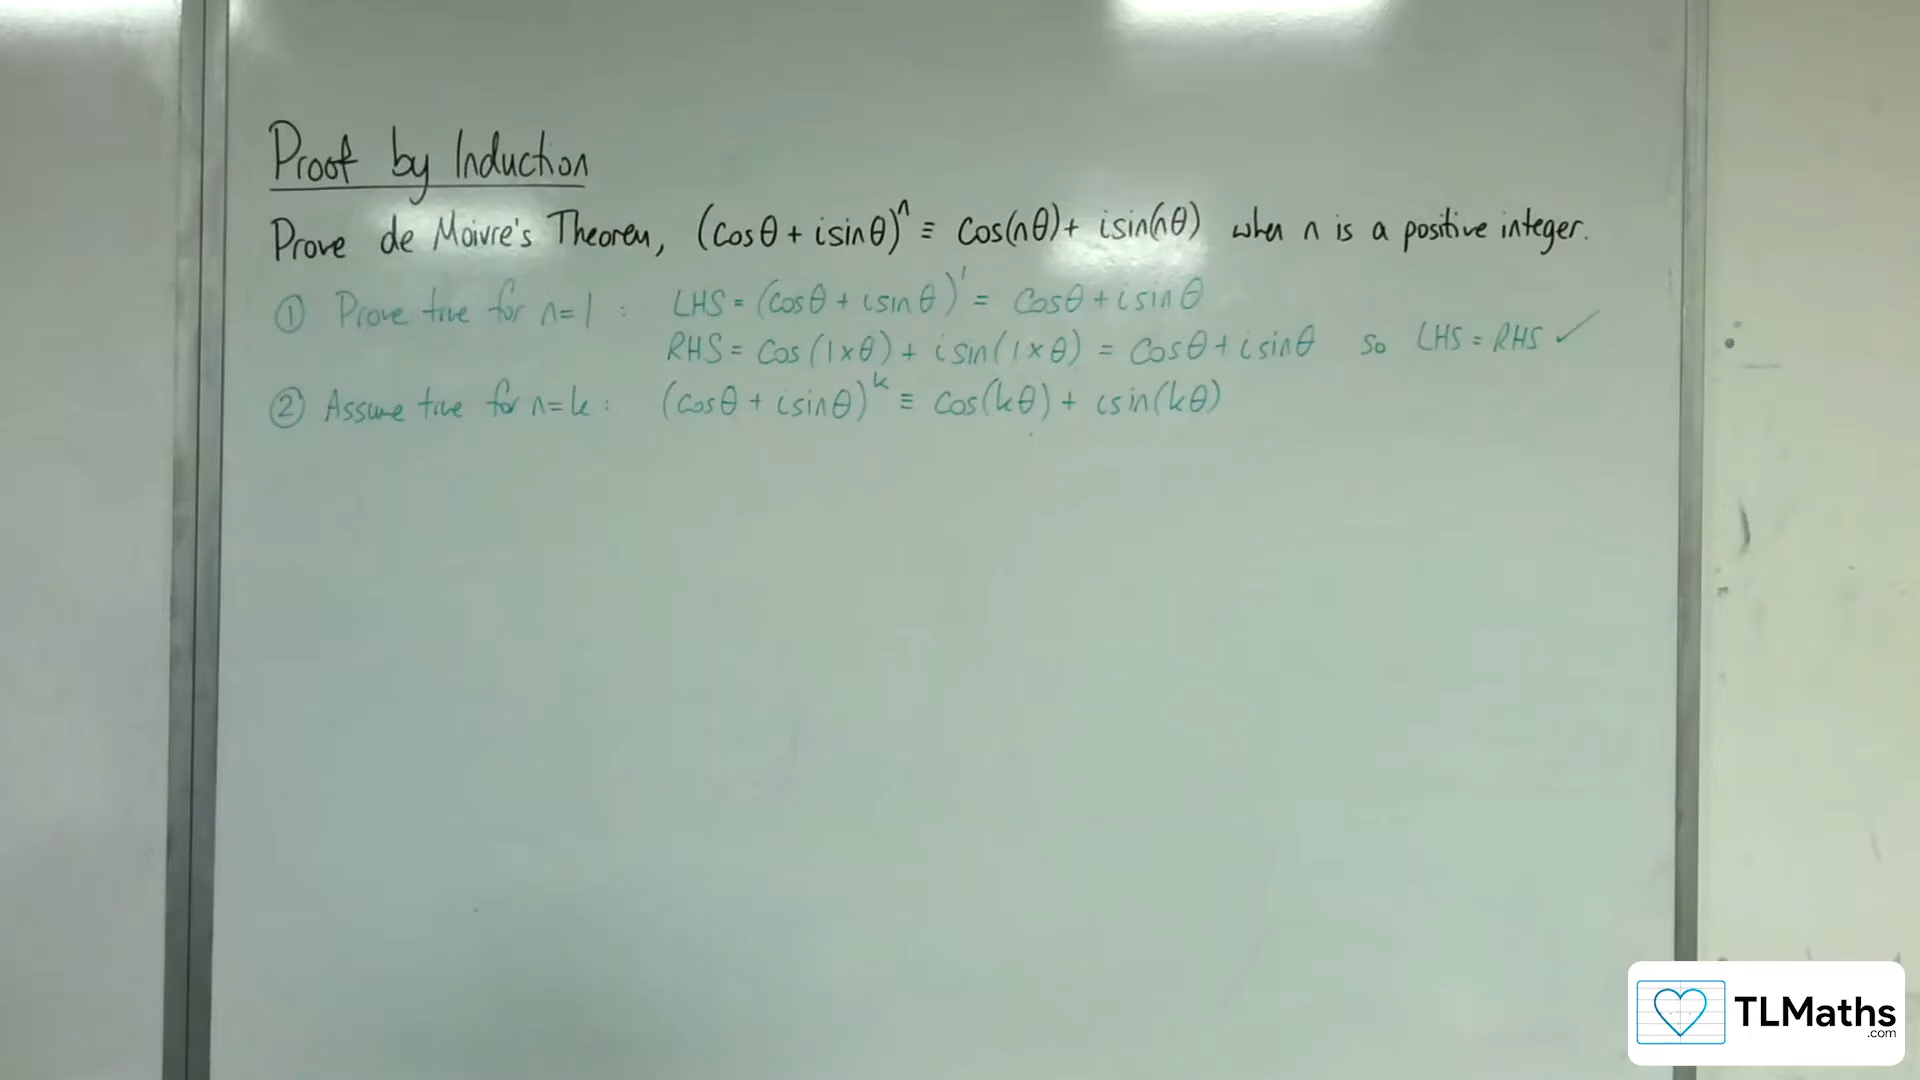 Proof by Induction
Prove de Moivre's Theorem, (cosθ + isinθ)ⁿ ≡ cos(nθ) + isin(nθ) when n is a positive integer.
① Prove true for n=1 : LHS = (cosθ + isinθ)¹ = cosθ + isinθ
RHS = cos(1×θ) + isin(1×θ) = cosθ + isinθ so LHS = RHS ✓
② Assume true for n=k : (cosθ + isinθ)ᵏ ≡ cos(kθ) + isin(kθ)
TLMaths
.com